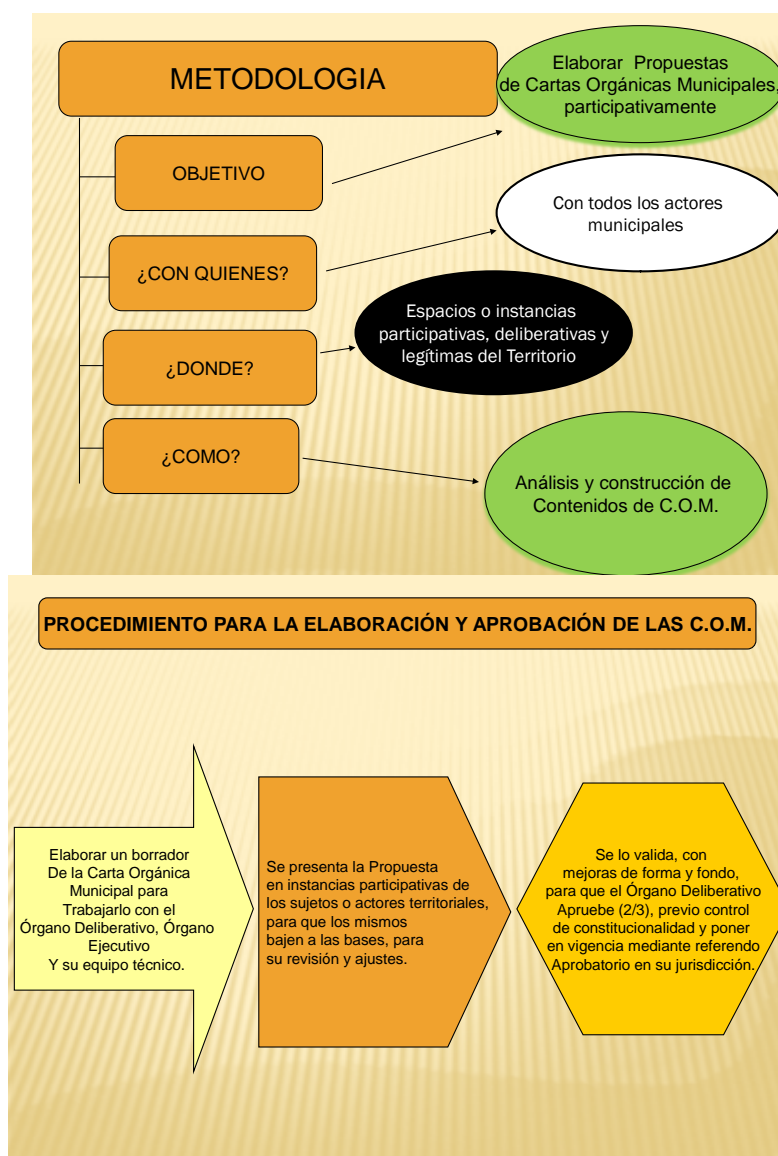 METODOLOGIA
Elaborar Propuestas
de Cartas Orgánicas Municipales,
participativamente
OBJETIVO
Con todos los actores
municipales
¿CON QUIENES?
Espacios o instancias
participativas, deliberativas y
legítimas del Territorio
¿DONDE?
¿COMO?
Análisis y construcción de
Contenidos de C.O.M.
PROCEDIMIENTO PARA LA ELABORACIÓN Y APROBACIÓN DE LAS C.O.M.
Elaborar un borrador
De la Carta Orgánica
Municipal para
Trabajarlo con el
Órgano Deliberativo, Órgano
Ejecutivo
Y su equipo técnico.
Se presenta la Propuesta
en instancias participativas de
los sujetos o actores territoriales,
para que los mismos
bajen a las bases, para
su revisión y ajustes.
Se lo valida, con
mejoras de forma y fondo,
para que el Órgano Deliberativo
Apruebe (2/3), previo control
de constitucionalidad y poner
en vigencia mediante referendo
Aprobatorio en su jurisdicción.